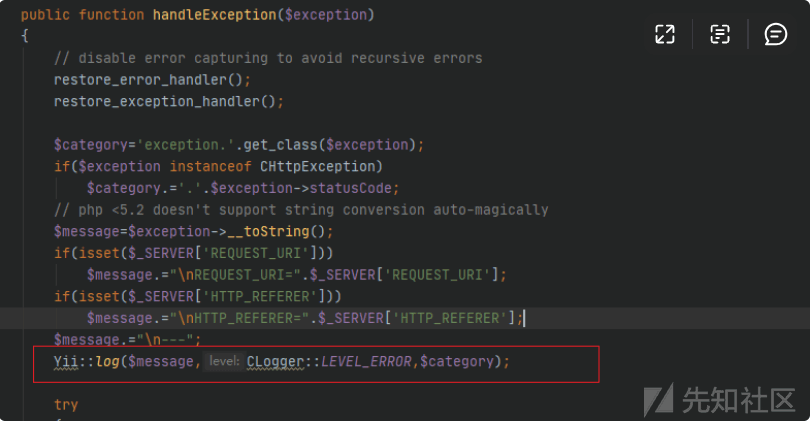 public function handleException($exception)
{
// disable error capturing to avoid recursive errors
restore_error_handler();
restore_exception_handler();
$category='exception.'.get_class($exception);
if($exception instanceof CHttpException)
$category.='.'.$exception->statusCode;
// php <5.2 doesn't support string conversion auto-magically
$message=$exception->__toString();
if(isset($_SERVER['REQUEST_URI']))
$message.="\nREQUEST_URI=".$_SERVER['REQUEST_URI'];
if(isset($_SERVER['HTTP_REFERER']))
$message.="\nHTTP_REFERER=".$_SERVER['HTTP_REFERER'];
$message.="\n---";
Yii::log($message, level: CLogger::LEVEL_ERROR,$category);
try
先知社区